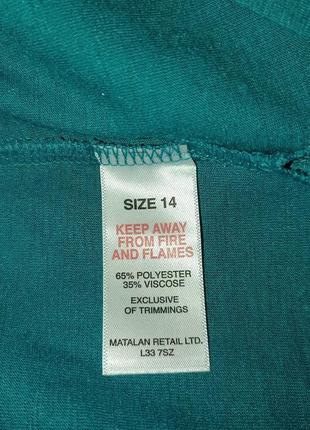 SIZE 14
KEEP AWAY
FROM FIRE
AND FLAMES
65% POLYESTER
35% VISCOSE
EXCLUSIVE
OF TRIMMINGS
MATALAN RETAIL LTD.
L33 7SZ